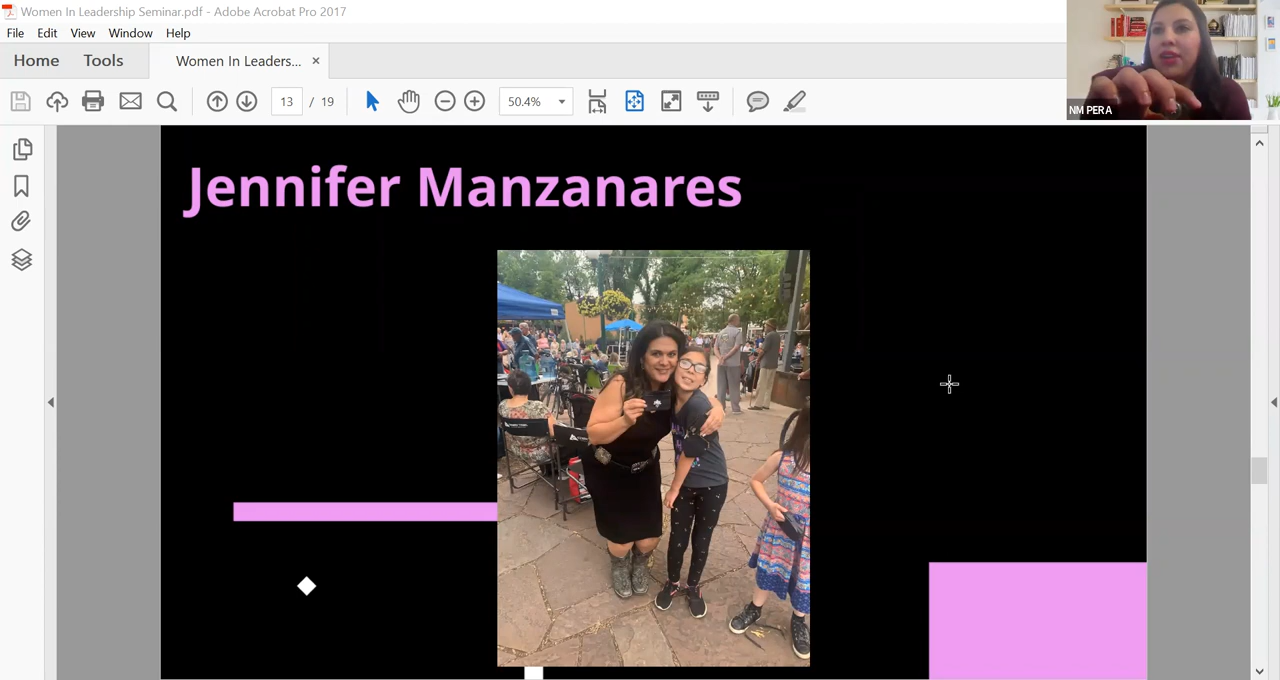 Women In Leadership Seminar.pdf - Adobe Acrobat Pro 2017
File Edit View Window Help
Home Tools Women In Leaders... ×
13 / 19 50.4%
NM PERA
Jennifer Manzanares